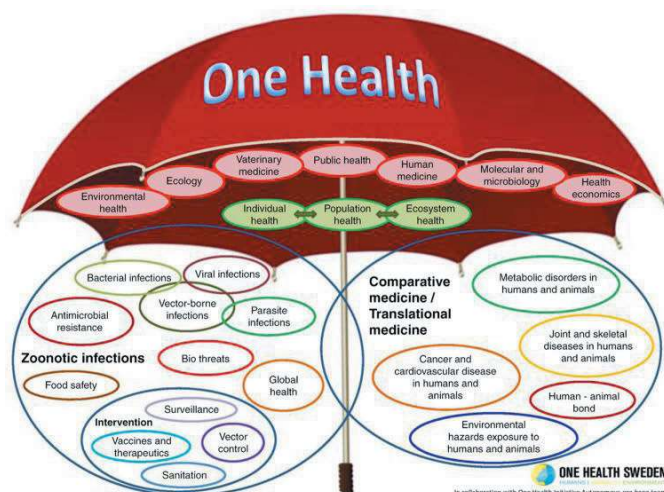 One Health
Public health
Vaterinary
medicine
Human
medicine
Ecology
Molecular and
microbiology
Environmental
health
Health
economics
Individual
health
Population
health
Ecosystem
health
Bacterial infections
Viral infections
Vector-borne
infections
Antimicrobial
resistance
Parasite
infections
Zoonotic infections
Bio threats
Food safety
Global
health
Surveillance
Intervention
Vaccines and
therapeutics
Vector
control
Sanitation
Comparative
medicine /
Translational
medicine
Metabolic disorders in
humans and animals
Joint and skeletal
diseases in humans
and animals
Cancer and
cardiovascular disease
in humans and
animals
Human - animal
bond
Environmental
hazards exposure to
humans and animals
ONE HEALTH SWEDEN